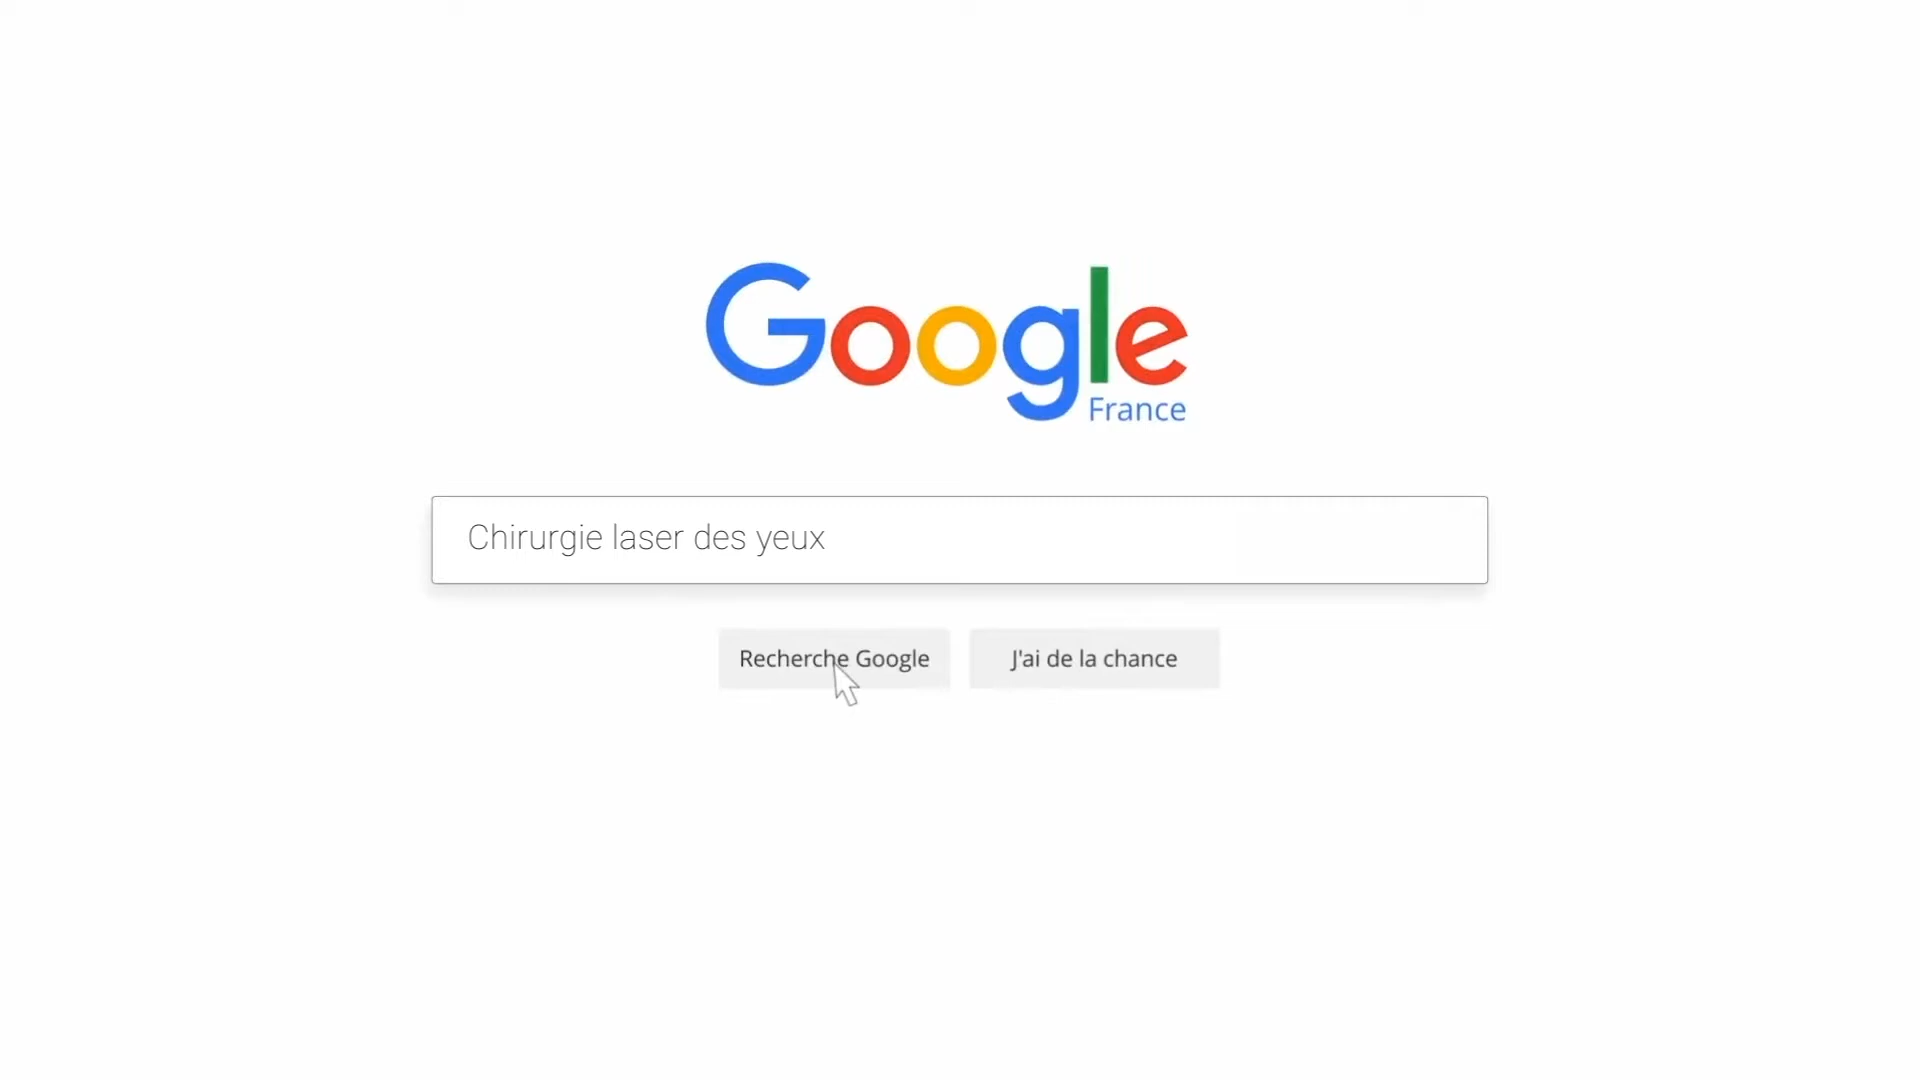 Google
France
Chirurgie laser des yeux
Recherche Google
J'ai de la chance